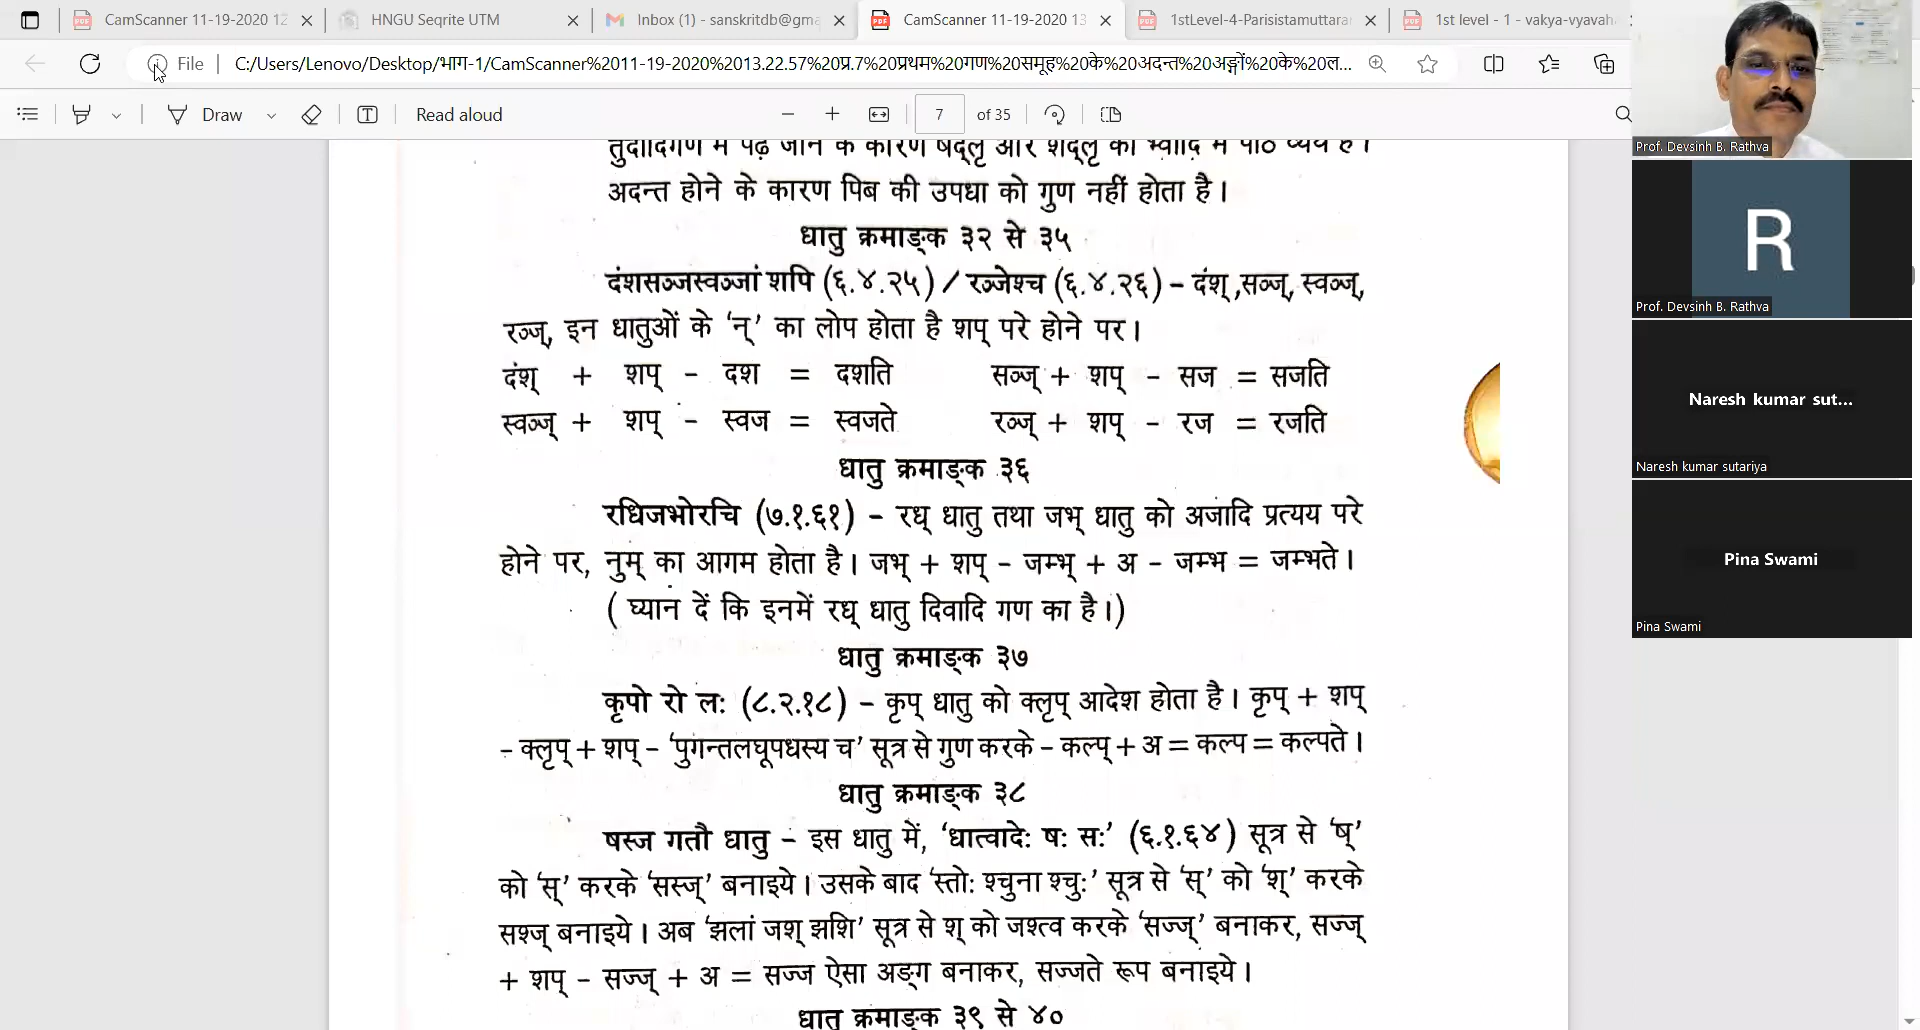 CamScanner 11-19-2020 12
HNGU Seqrite UTM
Inbox (1) - sanskritdb@gma
CamScanner 11-19-2020 13
1stLevel-4-Parisistamuttarar
1st level - 1 - vakya-vyavaha
File
C:/Users/Lenovo/Desktop/भाग-1/CamScanner%2011-19-2020%2013.22.57%20प्र.7%20प्रथम%20गण%20समूह%20के%20अदन्त%20अङ्गों%20के%20ल...
Draw
Read aloud
7 of 35
तुदादिगण में पढ़े जाने के कारण षद्लृ और शद्लृ का भ्वादि में पाठ व्यर्थ है।
अदन्त होने के कारण पिब की उपधा को गुण नहीं होता है।
धातु क्रमाङ्क ३२ से ३५
दंशसञ्जस्वञ्जां शपि (६.४.२५) / रञ्जेश्च (६.४.२६) - दंश् ,सञ्ज्, स्वञ्ज्,
रञ्ज्, इन धातुओं के 'न्' का लोप होता है शप् परे होने पर।
दंश् + शप् - दश = दशति सञ्ज् + शप् - सज = सजति
स्वञ्ज् + शप् - स्वज = स्वजते रञ्ज् + शप् - रज = रजति
धातु क्रमाङ्क ३६
रधिजभोरचि (७.१.६१) - रध् धातु तथा जभ् धातु को अजादि प्रत्यय परे
होने पर, नुम् का आगम होता है। जभ् + शप् - जम्भ् + अ - जम्भ = जम्भते।
( घ्यान दें कि इनमें रध् धातु दिवादि गण का है।)
धातु क्रमाङ्क ३७
कृपो रो लः (८.२.१८) - कृप् धातु को क्लृप् आदेश होता है। कृप् + शप्
- क्लृप् + शप् - 'पुगन्तलघूपधस्य च' सूत्र से गुण करके - कल्प् + अ = कल्प = कल्पते।
धातु क्रमाङ्क ३८
षस्ज गतौ धातु - इस धातु में, 'धात्वादेः षः सः' (६.१.६४) सूत्र से 'ष्'
को 'स्' करके 'सस्ज्' बनाइये। उसके बाद 'स्तोः श्चुना श्चुः' सूत्र से 'स्' को 'श्' करके
सश्ज् बनाइये। अब 'झलां जश् झशि' सूत्र से श् को जश्त्व करके 'सज्ज्' बनाकर, सज्ज्
+ शप् - सज्ज् + अ = सज्ज ऐसा अङ्ग बनाकर, सज्जते रूप बनाइये।
धातु क्रमाङ्क ३९ से ४०
Prof. Devsinh B. Rathva
R
Prof. Devsinh B. Rathva
Naresh kumar sut...
Naresh kumar sutariya
Pina Swami
Pina Swami